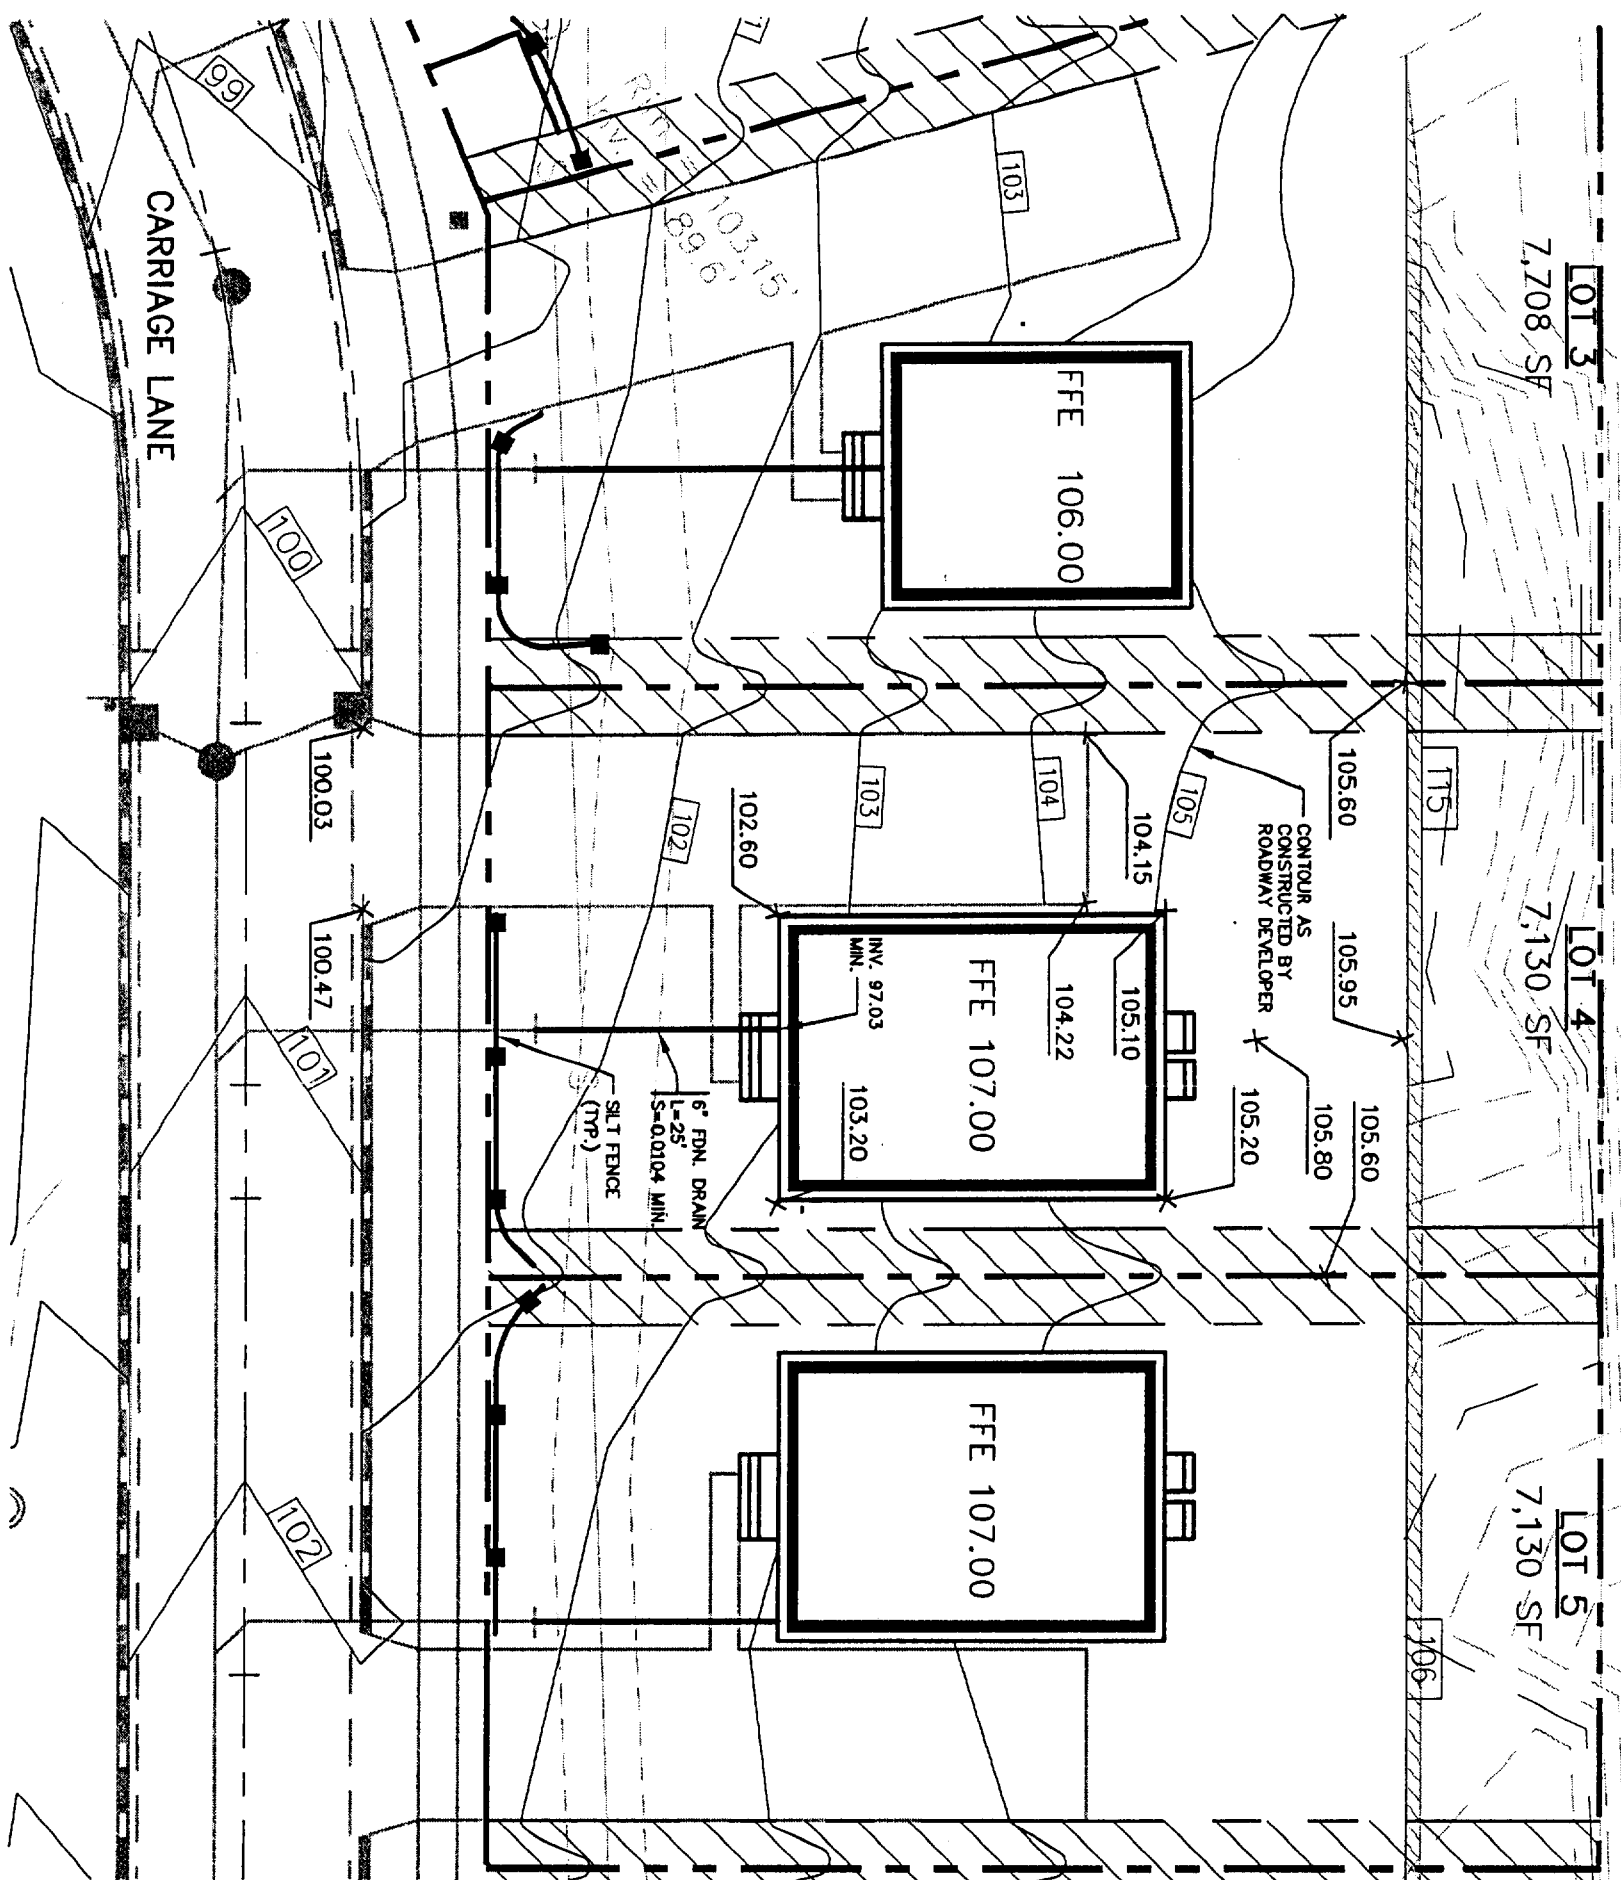 LOT 3
7,708 SF
LOT 4
7,130 SF
LOT 5
7,130 SF
115
106
105.60
105.95
105.60
105.80
105.20
CONTOUR AS
CONSTRUCTED BY
ROADWAY DEVELOPER
105
104.15
104
103
103
102.60
102
FFE 106.00
FFE 107.00
105.10
104.22
INV. 97.03
MIN.
103.20
FFE 107.00
6" FDN. DRAIN
L=25'
S=0.0104 MIN.
SILT FENCE
(TYP.)
103.15'
89.6'
100.03
100.47
99
100
101
102
CARRIAGE LANE